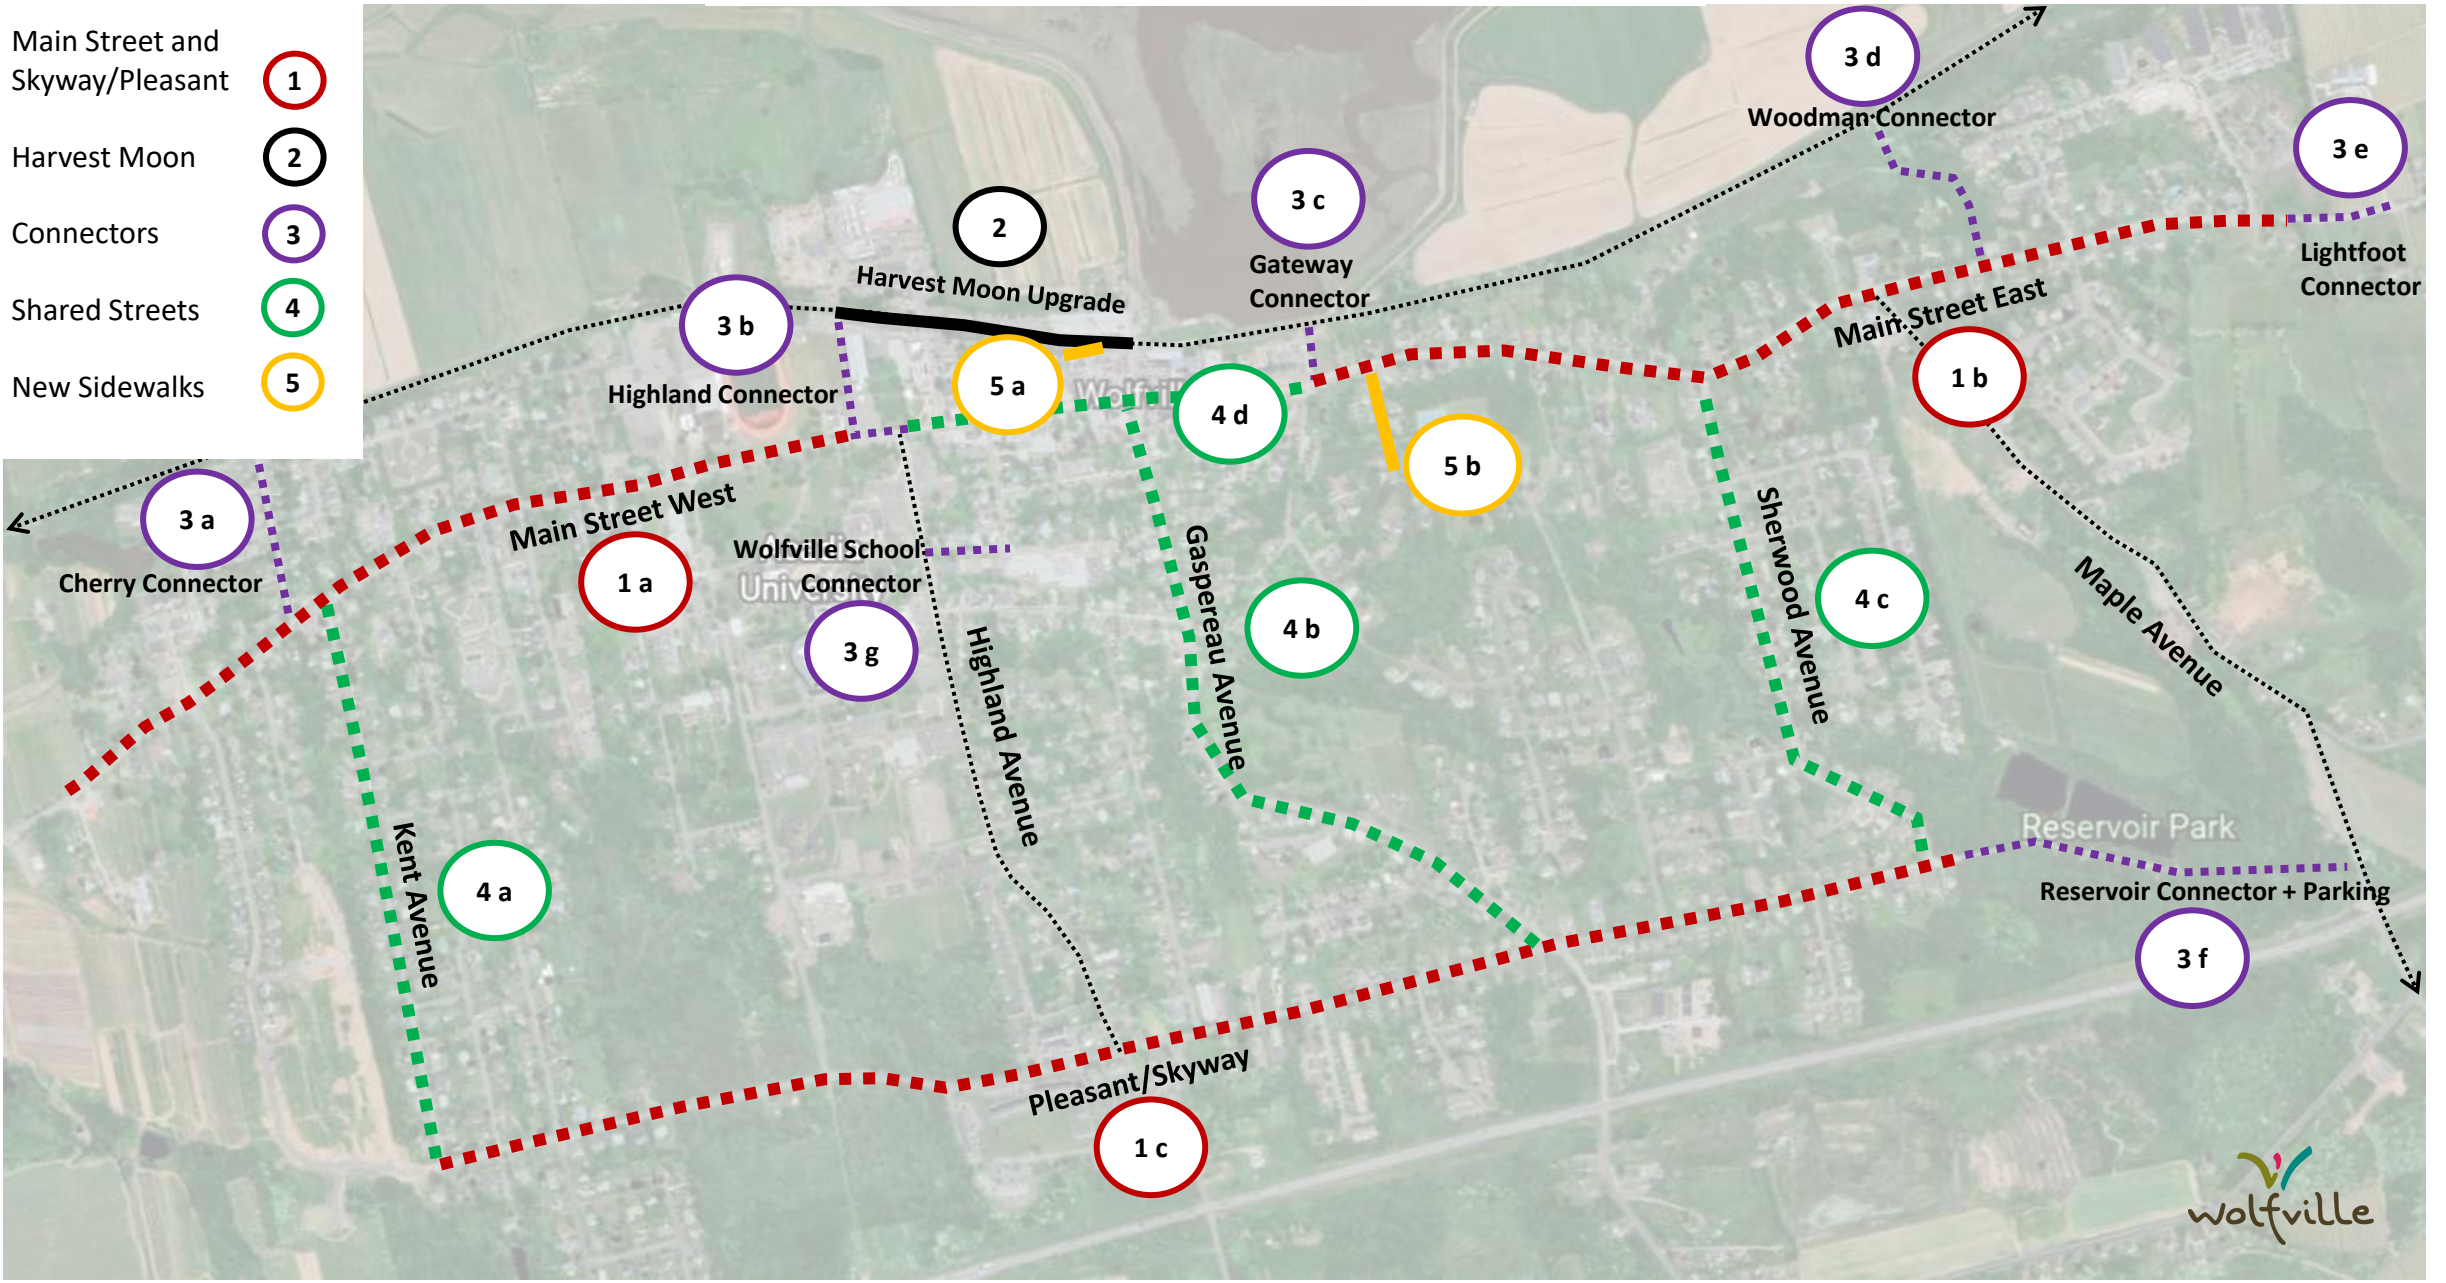 Main Street and
Skyway/Pleasant
1
Harvest Moon
2
Connectors
3
Shared Streets
4
New Sidewalks
5
3 d
Woodman Connector
3 e
Lightfoot
Connector
3 c
Gateway
Connector
2
Harvest Moon Upgrade
3 b
Highland Connector
5 a
4 d
Main Street East
1 b
5 b
3 a
Cherry Connector
Main Street West
1 a
Wolfville School
Connector
University
3 g
Highland Avenue
Gaspereau Avenue
4 b
Sherwood Avenue
4 c
Maple Avenue
Kent Avenue
4 a
Reservoir Park
Reservoir Connector + Parking
3 f
Pleasant/Skyway
1 c
wolfville